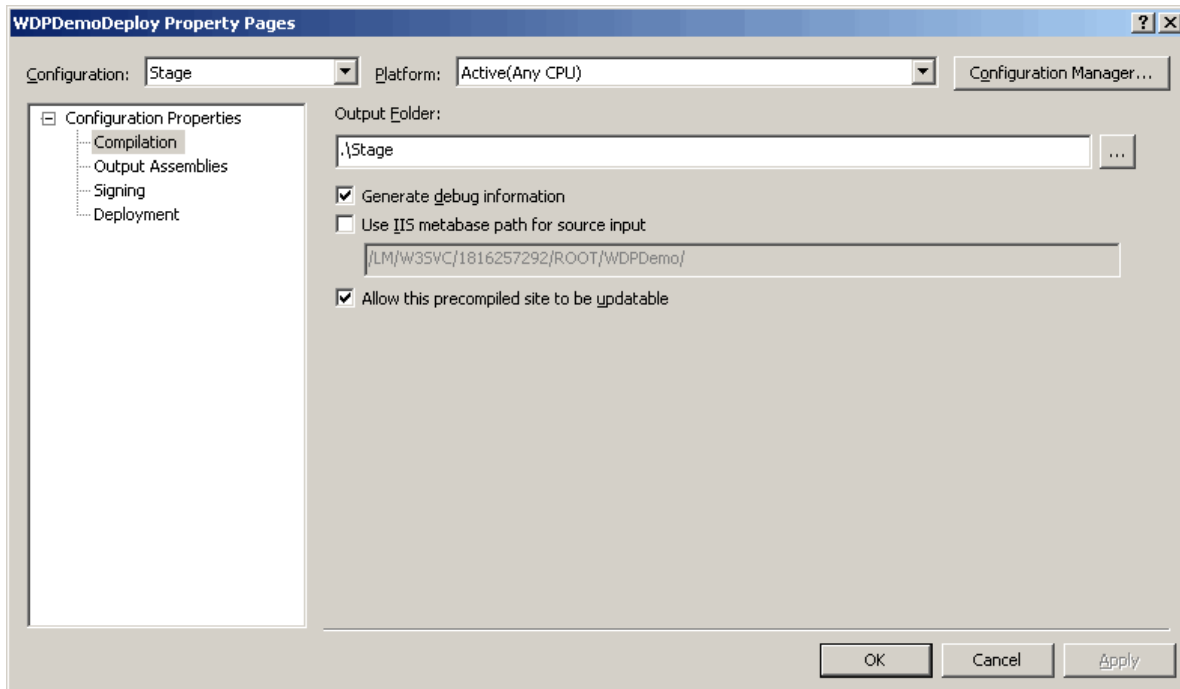 WDPDemoDeploy Property Pages
Configuration: Stage Platform: Active(Any CPU) Configuration Manager...
Configuration Properties
Compilation
Output Assemblies
Signing
Deployment
Output Folder:
.\Stage ...
Generate debug information
Use IIS metabase path for source input
/LM/W3SVC/1816257292/ROOT/WDPDemo/
Allow this precompiled site to be updatable
OK Cancel Apply